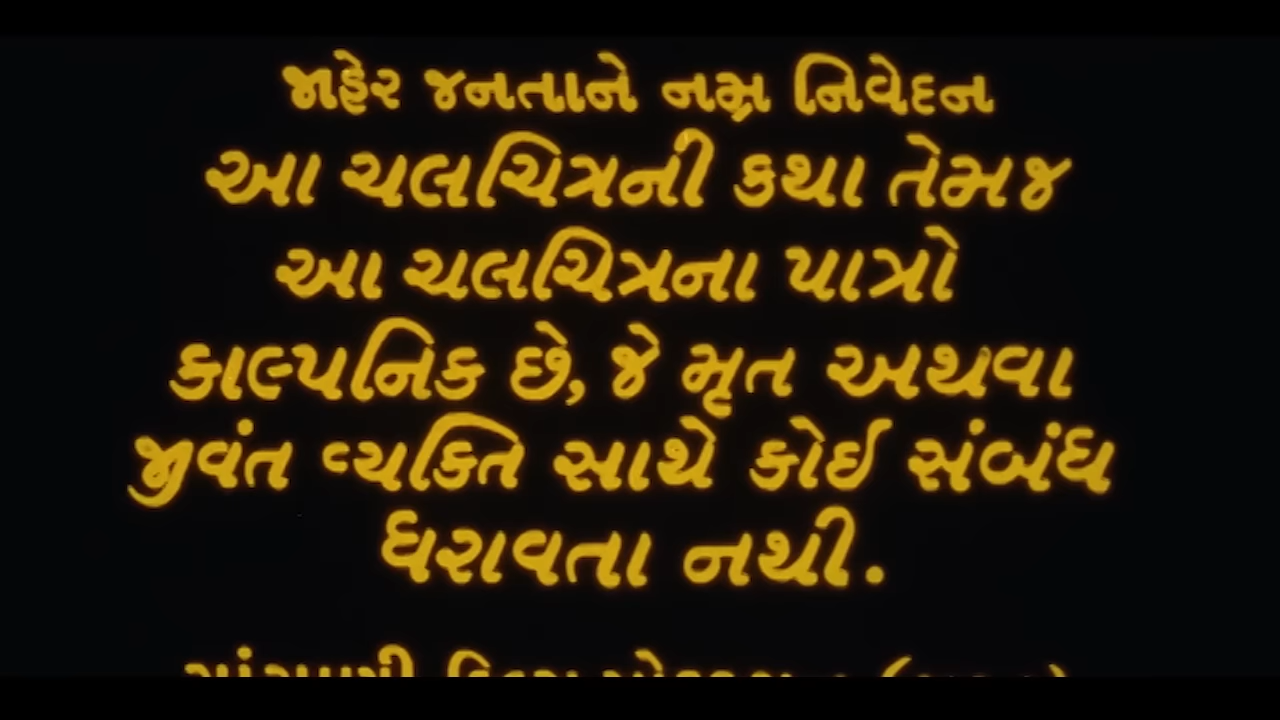 જાહેર જનતાને નમ્ર નિવેદન
આ ચલચિત્રની કથા તેમજ
આ ચલચિત્રના પાત્રો
કાલ્પનિક છે, જે મૃત અથવા
જીવંત વ્યક્તિ સાથે કોઈ સંબંધ
ધરાવતા નથી.